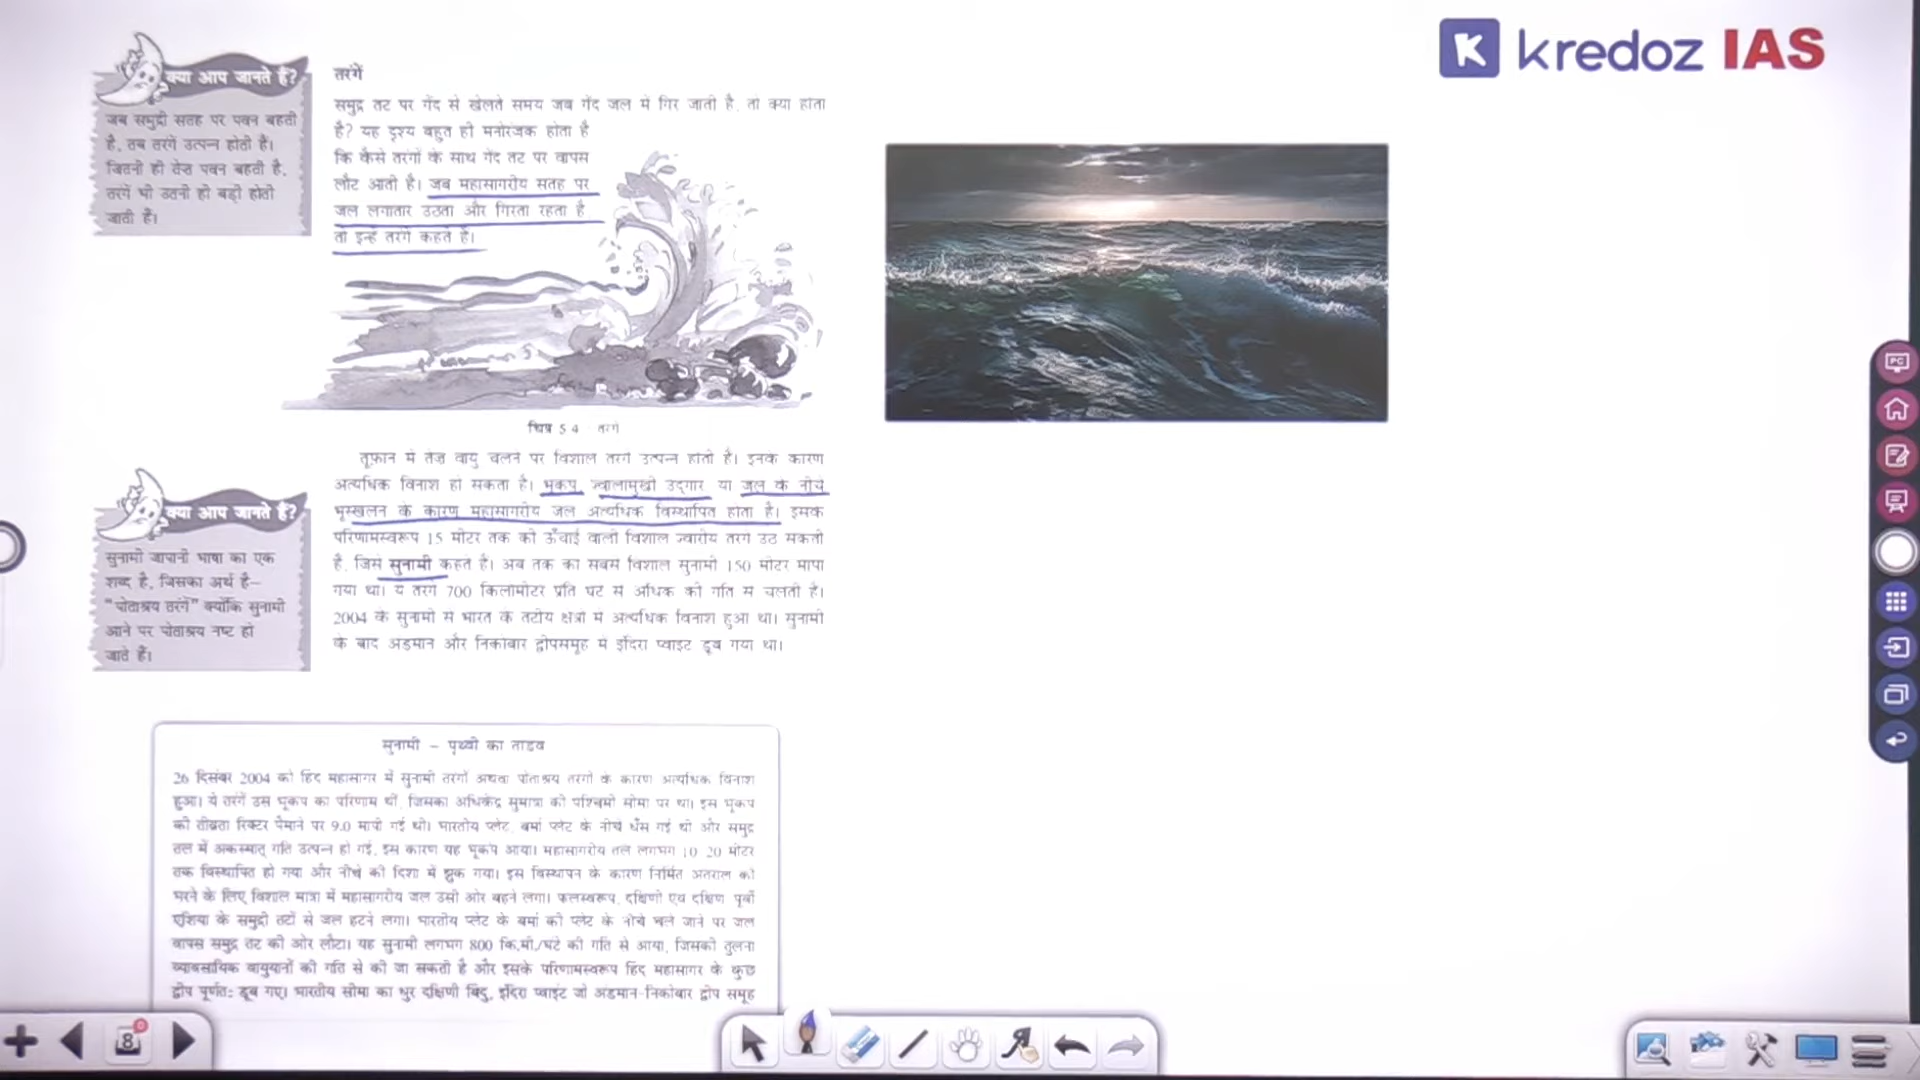 kredoz IAS
क्या आप जानते हैं?
जब समुद्री सतह पर पवन बहती
है, तब तरंगें उत्पन्न होती हैं।
जितनी ही तेज़ पवन बहती है,
तरंगें भी उतनी ही बड़ी होती
जाती हैं।
तरंगें
समुद्र तट पर गेंद से खेलते समय जब गेंद जल में गिर जाती है, तो क्या होता
है? यह दृश्य बहुत ही मनोरंजक होता है
कि कैसे तरंगों के साथ गेंद तट पर वापस
लौट आती है। जब महासागरीय सतह पर
जल लगातार उठता और गिरता रहता है
तो इन्हें तरंगें कहते हैं।
चित्र 5.4 : तरंगें
तूफ़ान में तेज़ वायु चलने पर विशाल तरंगें उत्पन्न होती हैं। इनके कारण
अत्यधिक विनाश हो सकता है। भूकंप, ज्वालामुखी उद्गार या जल के नीचे
भूस्खलन के कारण महासागरीय जल अत्यधिक विस्थापित होता है। इसके
परिणामस्वरूप 15 मीटर तक की ऊँचाई वाली विशाल ज्वारीय तरंगें उठ सकती
हैं, जिसे सुनामी कहते हैं। अब तक का सबसे विशाल सुनामी 150 मीटर मापा
गया था। ये तरंगें 700 किलोमीटर प्रति घंटे से अधिक की गति से चलती हैं।
2004 के सुनामी से भारत के तटीय क्षेत्रों में अत्यधिक विनाश हुआ था। सुनामी
के बाद अंडमान और निकोबार द्वीपसमूह में इंदिरा प्वाइंट डूब गया था।
क्या आप जानते हैं?
सुनामी जापानी भाषा का एक
शब्द है, जिसका अर्थ है–
"पोताश्रय तरंगें" क्योंकि सुनामी
आने पर पोताश्रय नष्ट हो
जाते हैं।
सुनामी – पृथ्वी का तांडव
26 दिसंबर 2004 को हिंद महासागर में सुनामी तरंगों अथवा पोताश्रय तरंगों के कारण अत्यधिक विनाश
हुआ। ये तरंगें उस भूकंप का परिणाम थीं, जिसका अधिकेंद्र सुमात्रा की पश्चिमी सीमा पर था। इस भूकंप
की तीव्रता रिक्टर पैमाने पर 9.0 मापी गई थी। भारतीय प्लेट, बर्मा प्लेट के नीचे धँस गई थी और समुद्र
तल में अकस्मात् गति उत्पन्न हो गई, इस कारण यह भूकंप आया। महासागरीय तल लगभग 10-20 मीटर
तक विस्थापित हो गया और नीचे की दिशा में झुक गया। इस विस्थापन के कारण निर्मित अंतराल को
भरने के लिए विशाल मात्रा में महासागरीय जल उसी ओर बहने लगा। फलस्वरूप, दक्षिणी एवं दक्षिण पूर्वी
एशिया के समुद्री तटों से जल हटने लगा। भारतीय प्लेट के बर्मा की प्लेट के नीचे चले जाने पर जल
वापस समुद्र तट की ओर लौटा। यह सुनामी लगभग 800 कि.मी./घंटे की गति से आया, जिसकी तुलना
व्यावसायिक वायुयानों की गति से की जा सकती है और इसके परिणामस्वरूप हिंद महासागर के कुछ
द्वीप पूर्णतः डूब गए। भारतीय सीमा का धुर दक्षिणी बिंदु, इंदिरा प्वाइंट जो अंडमान-निकोबार द्वीप समूह
8
PC